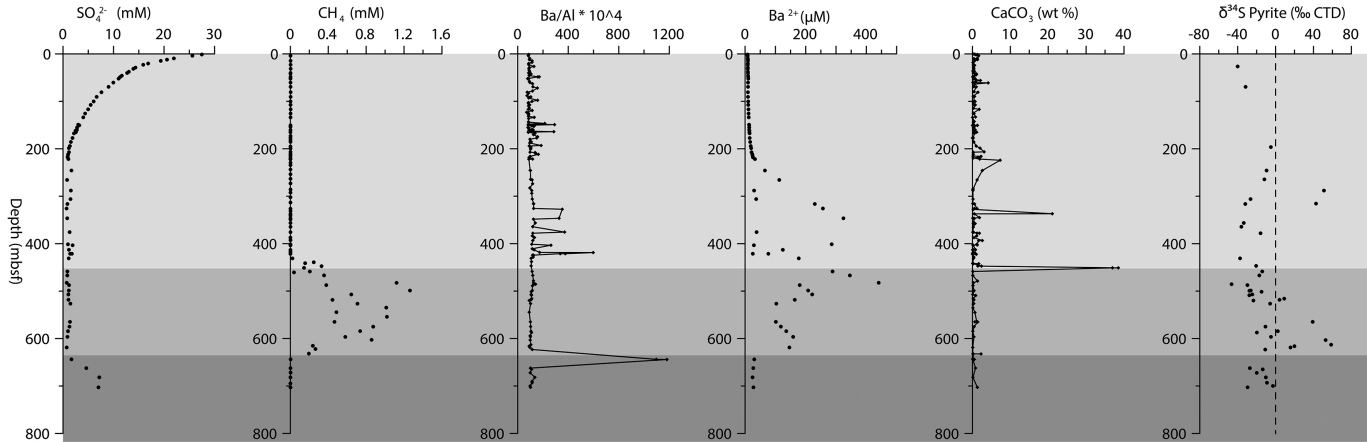 SO₄²⁻ (mM) CH₄ (mM) Ba/Al * 10^4 Ba²⁺(µM) CaCO₃ (wt %) δ³⁴S Pyrite (‰ CTD)
0 10 20 30 0 0.4 0.8 1.2 1.6 0 400 800 1200 0 200 400 0 10 20 30 40 -80 -40 0 40 80
0 0 0 0 0 0
200 200 200 200 200 200
400 400 400 400 400 400
Depth (mbsf)
600 600 600 600 600 600
800 800 800 800 800 800